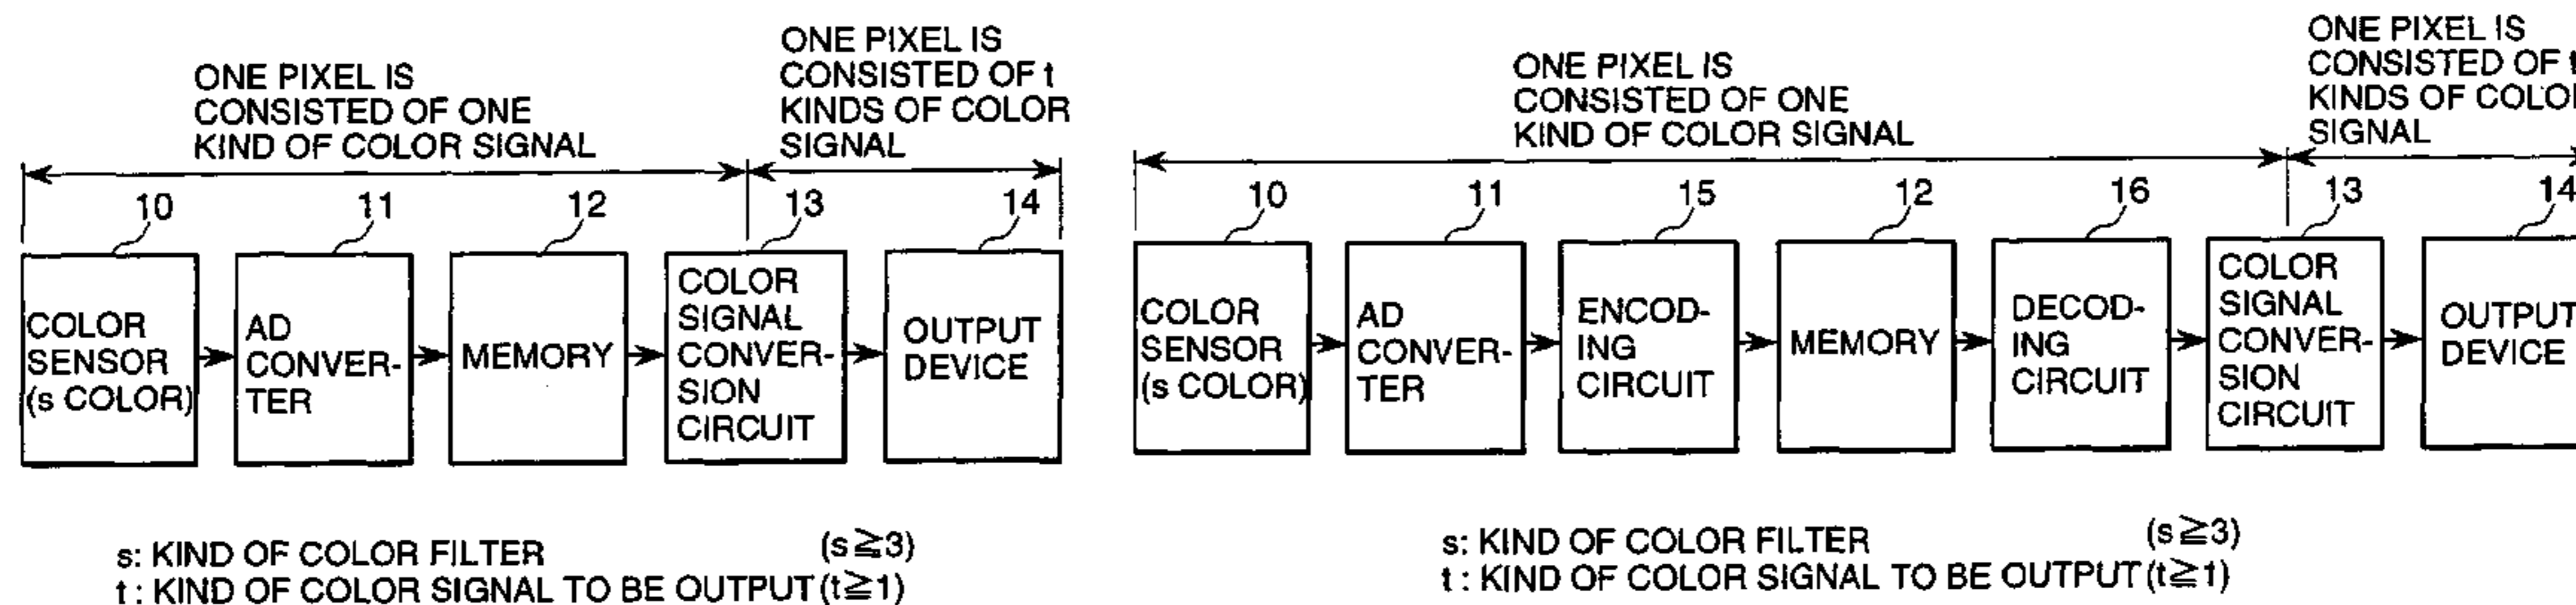 ONE PIXEL IS
CONSISTED OF ONE
KIND OF COLOR SIGNAL
ONE PIXEL IS
CONSISTED OF t
KINDS OF COLOR
SIGNAL
10
11
12
13
14
COLOR
SENSOR
(s COLOR)
AD
CONVER-
TER
MEMORY
COLOR
SIGNAL
CONVER-
SION
CIRCUIT
OUTPUT
DEVICE
s: KIND OF COLOR FILTER (s≧3)
t : KIND OF COLOR SIGNAL TO BE OUTPUT (t≧1)
ONE PIXEL IS
CONSISTED OF ONE
KIND OF COLOR SIGNAL
ONE PIXEL IS
CONSISTED OF t
KINDS OF COLO
SIGNAL
10
11
15
12
16
13
14
COLOR
SENSOR
(s COLOR)
AD
CONVER-
TER
ENCOD-
ING
CIRCUIT
MEMORY
DECOD-
ING
CIRCUIT
COLOR
SIGNAL
CONVER-
SION
CIRCUIT
OUTPUT
DEVICE
s: KIND OF COLOR FILTER (s≧3)
t : KIND OF COLOR SIGNAL TO BE OUTPUT (t≧1)